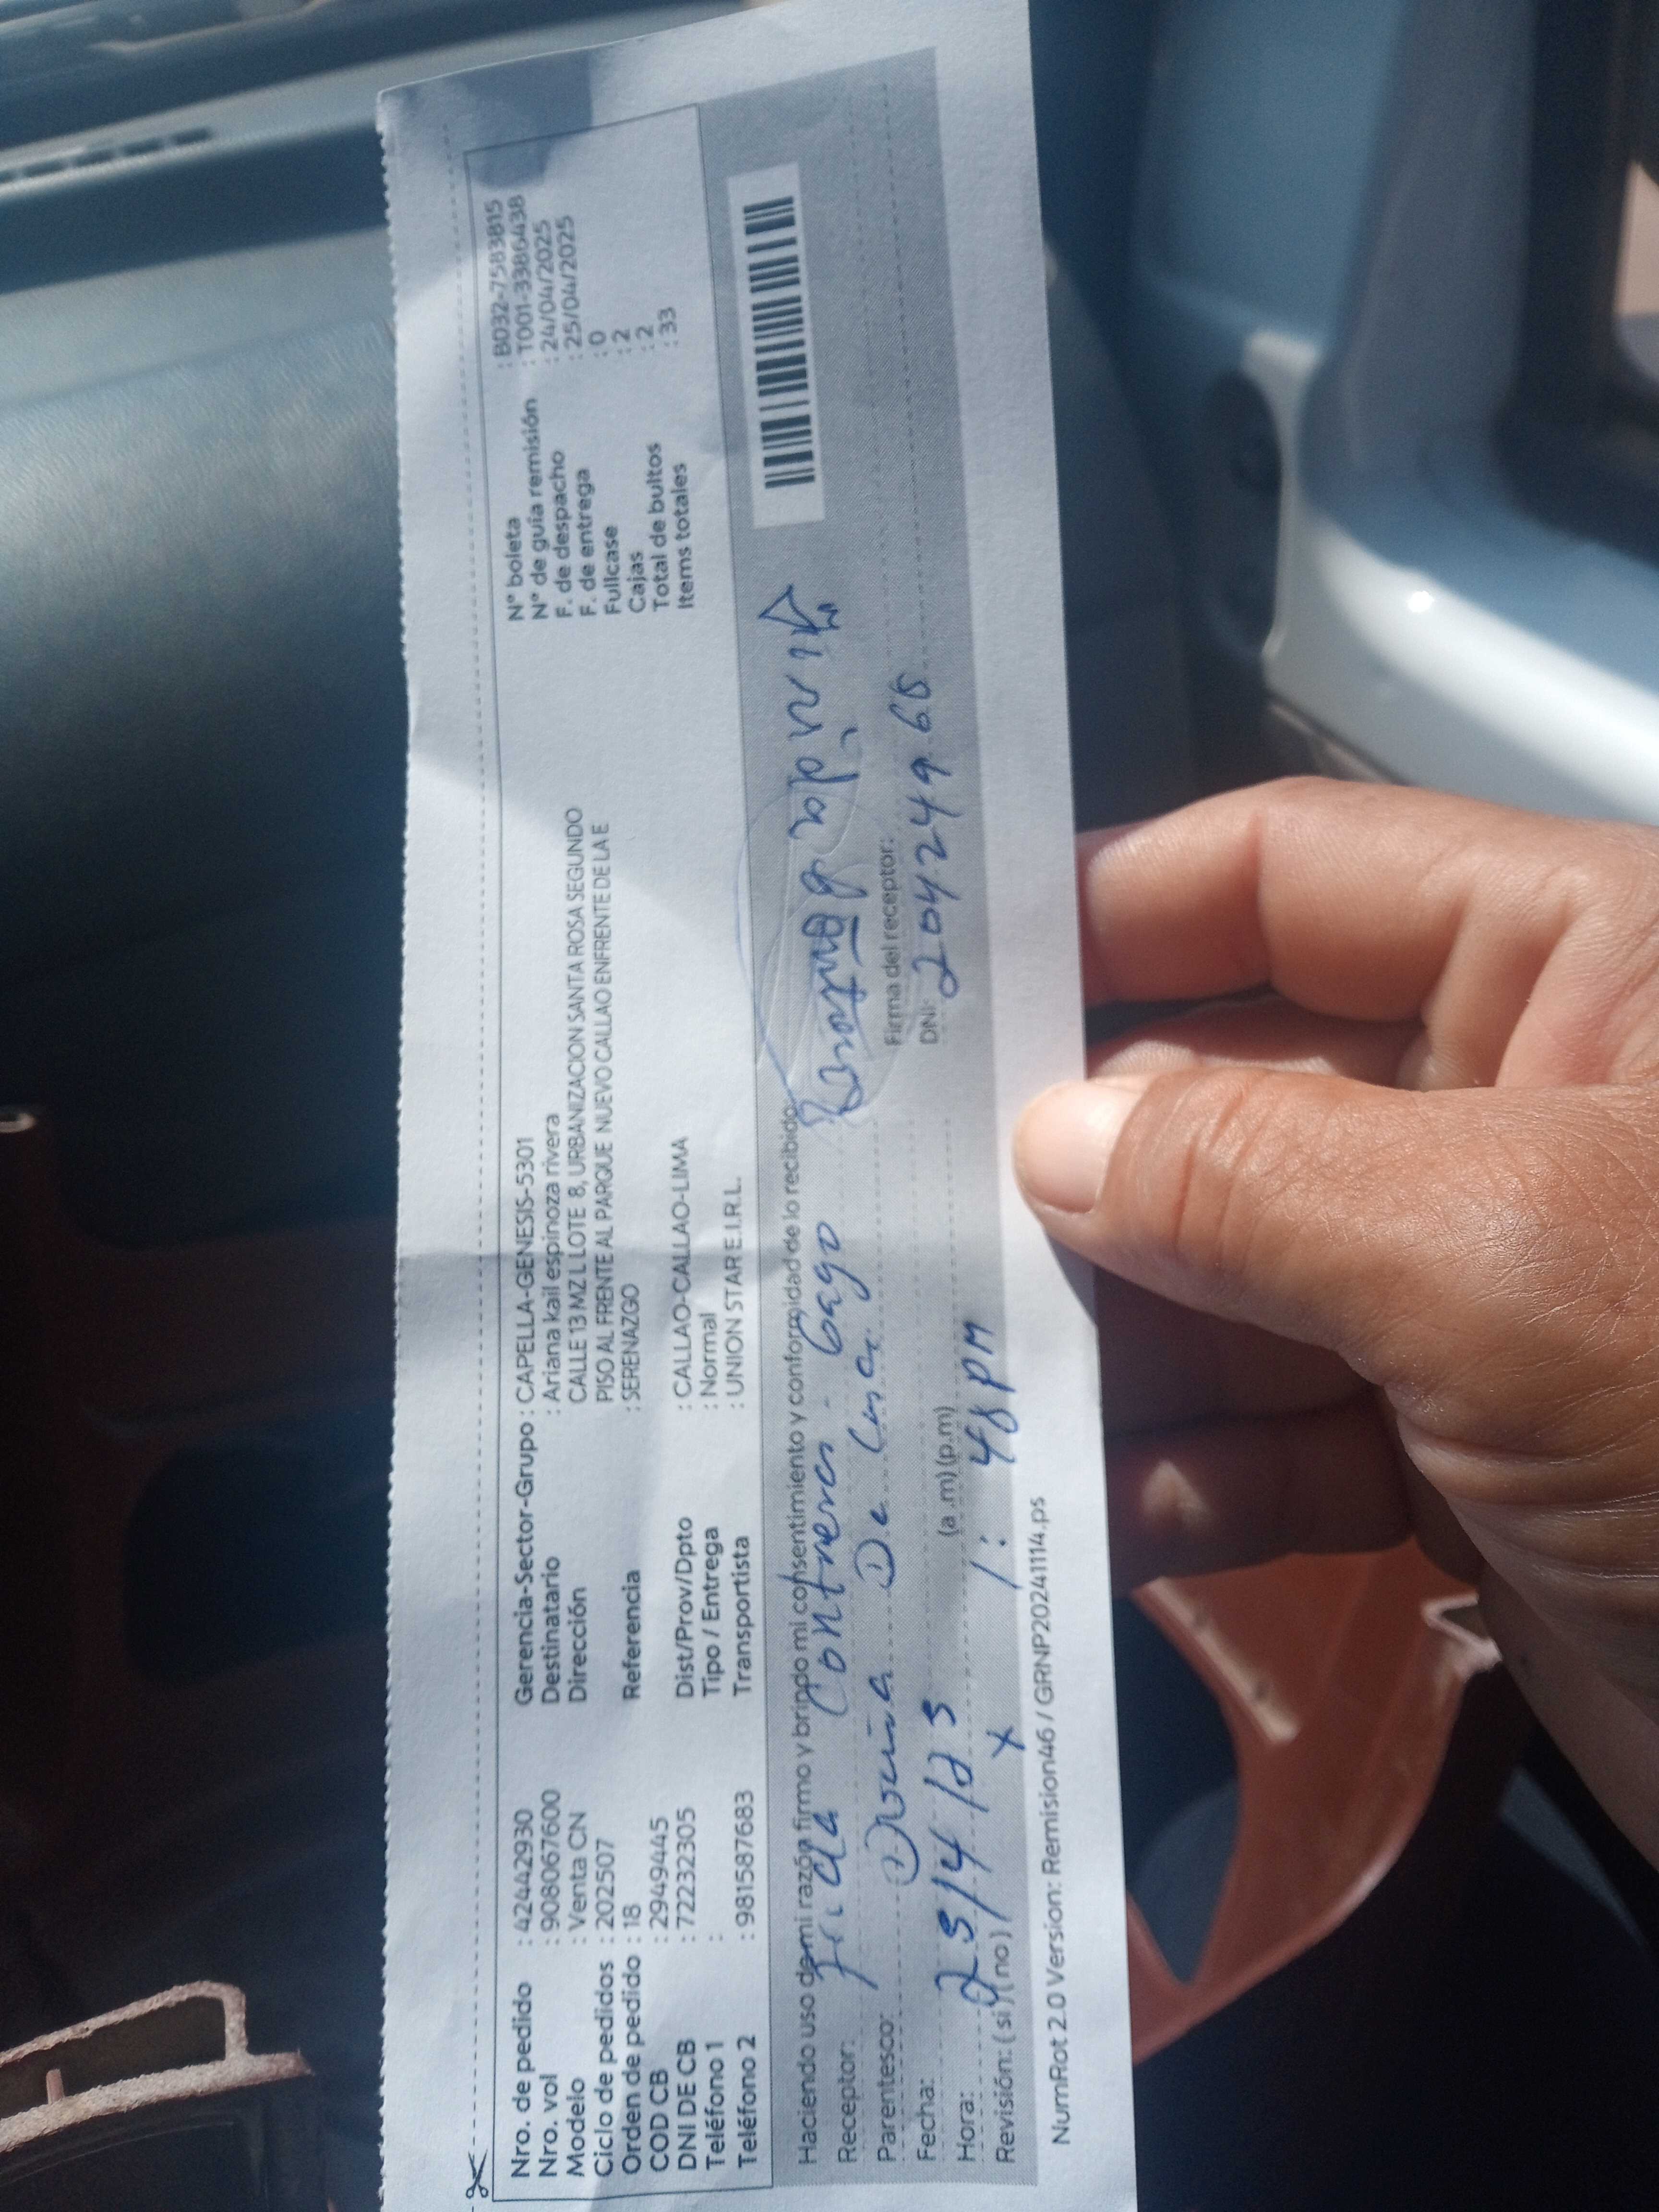 Nro. de pedido : 42442930
Nro. vol : 9080676OO
Modelo : Venta CN
Ciclo de pedidos : 202507
Orden de pedido : 18
COD CB : 29494445
DNI DE CB : 72232305
Teléfono 1 :
Teléfono 2 : 981587683
Gerencia-Sector-Grupo : CAPELLA-GENESIS-5301
Destinatario : Ariana kail espinoza rivera
Dirección CALLE 13 MZ L LOTE 8, URBANIZACION SANTA ROSA SEGUNDO
PISO AL FRENTE AL PARQUE NUEVO CALLAO ENFRENTE DE LA E
Referencia : SERENAZGO
Dist/Prov/Dpto : CALLAO-CALLAO-LIMA
Tipo / Entrega : Normal
Transportista : UNION STAR E.I.R.L.
N° boleta : B032-7583815
N° de guía remisión : T001-33864438
F. de despacho : 24/04/2025
F. de entrega : 25/04/2025
Fullcase : 0
Cajas : 2
Total de bultos : 2
Items totales : 33
Haciendo uso de mi razón firmo y brindo mi consentimiento y conformidad de lo recibido.
Receptor: Contreras Gago
Parentesco: Dueña De Casa
Fecha: 25/4/25
Hora: (a.m) (p.m) 1:48 PM
Revisión: (si) (no) X
Firma del receptor:
DNI: 20424965
NumRot 2.0 Version: Remision46 / GRNP20241114.ps